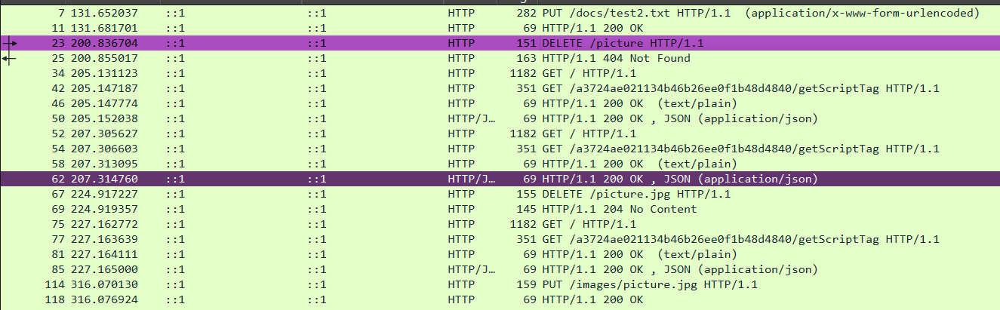 7 131.652037 ::1 ::1 HTTP 282 PUT /docs/test2.txt HTTP/1.1 (application/x-www-form-urlencoded)
11 131.681701 ::1 ::1 HTTP 69 HTTP/1.1 200 OK
23 200.836704 ::1 ::1 HTTP 151 DELETE /picture HTTP/1.1
25 200.855017 ::1 ::1 HTTP 163 HTTP/1.1 404 Not Found
34 205.131123 ::1 ::1 HTTP 1182 GET / HTTP/1.1
42 205.147187 ::1 ::1 HTTP 351 GET /a3724ae021134b46b26ee0f1b48d4840/getScriptTag HTTP/1.1
46 205.147774 ::1 ::1 HTTP 69 HTTP/1.1 200 OK (text/plain)
50 205.152038 ::1 ::1 HTTP/J… 69 HTTP/1.1 200 OK , JSON (application/json)
52 207.305627 ::1 ::1 HTTP 1182 GET / HTTP/1.1
54 207.306603 ::1 ::1 HTTP 351 GET /a3724ae021134b46b26ee0f1b48d4840/getScriptTag HTTP/1.1
58 207.313095 ::1 ::1 HTTP 69 HTTP/1.1 200 OK (text/plain)
62 207.314760 ::1 ::1 HTTP/J… 69 HTTP/1.1 200 OK , JSON (application/json)
67 224.917227 ::1 ::1 HTTP 155 DELETE /picture.jpg HTTP/1.1
69 224.919357 ::1 ::1 HTTP 145 HTTP/1.1 204 No Content
75 227.162772 ::1 ::1 HTTP 1182 GET / HTTP/1.1
77 227.163639 ::1 ::1 HTTP 351 GET /a3724ae021134b46b26ee0f1b48d4840/getScriptTag HTTP/1.1
81 227.164111 ::1 ::1 HTTP 69 HTTP/1.1 200 OK (text/plain)
85 227.165000 ::1 ::1 HTTP/J… 69 HTTP/1.1 200 OK , JSON (application/json)
114 316.070130 ::1 ::1 HTTP 159 PUT /images/picture.jpg HTTP/1.1
118 316.076924 ::1 ::1 HTTP 69 HTTP/1.1 200 OK